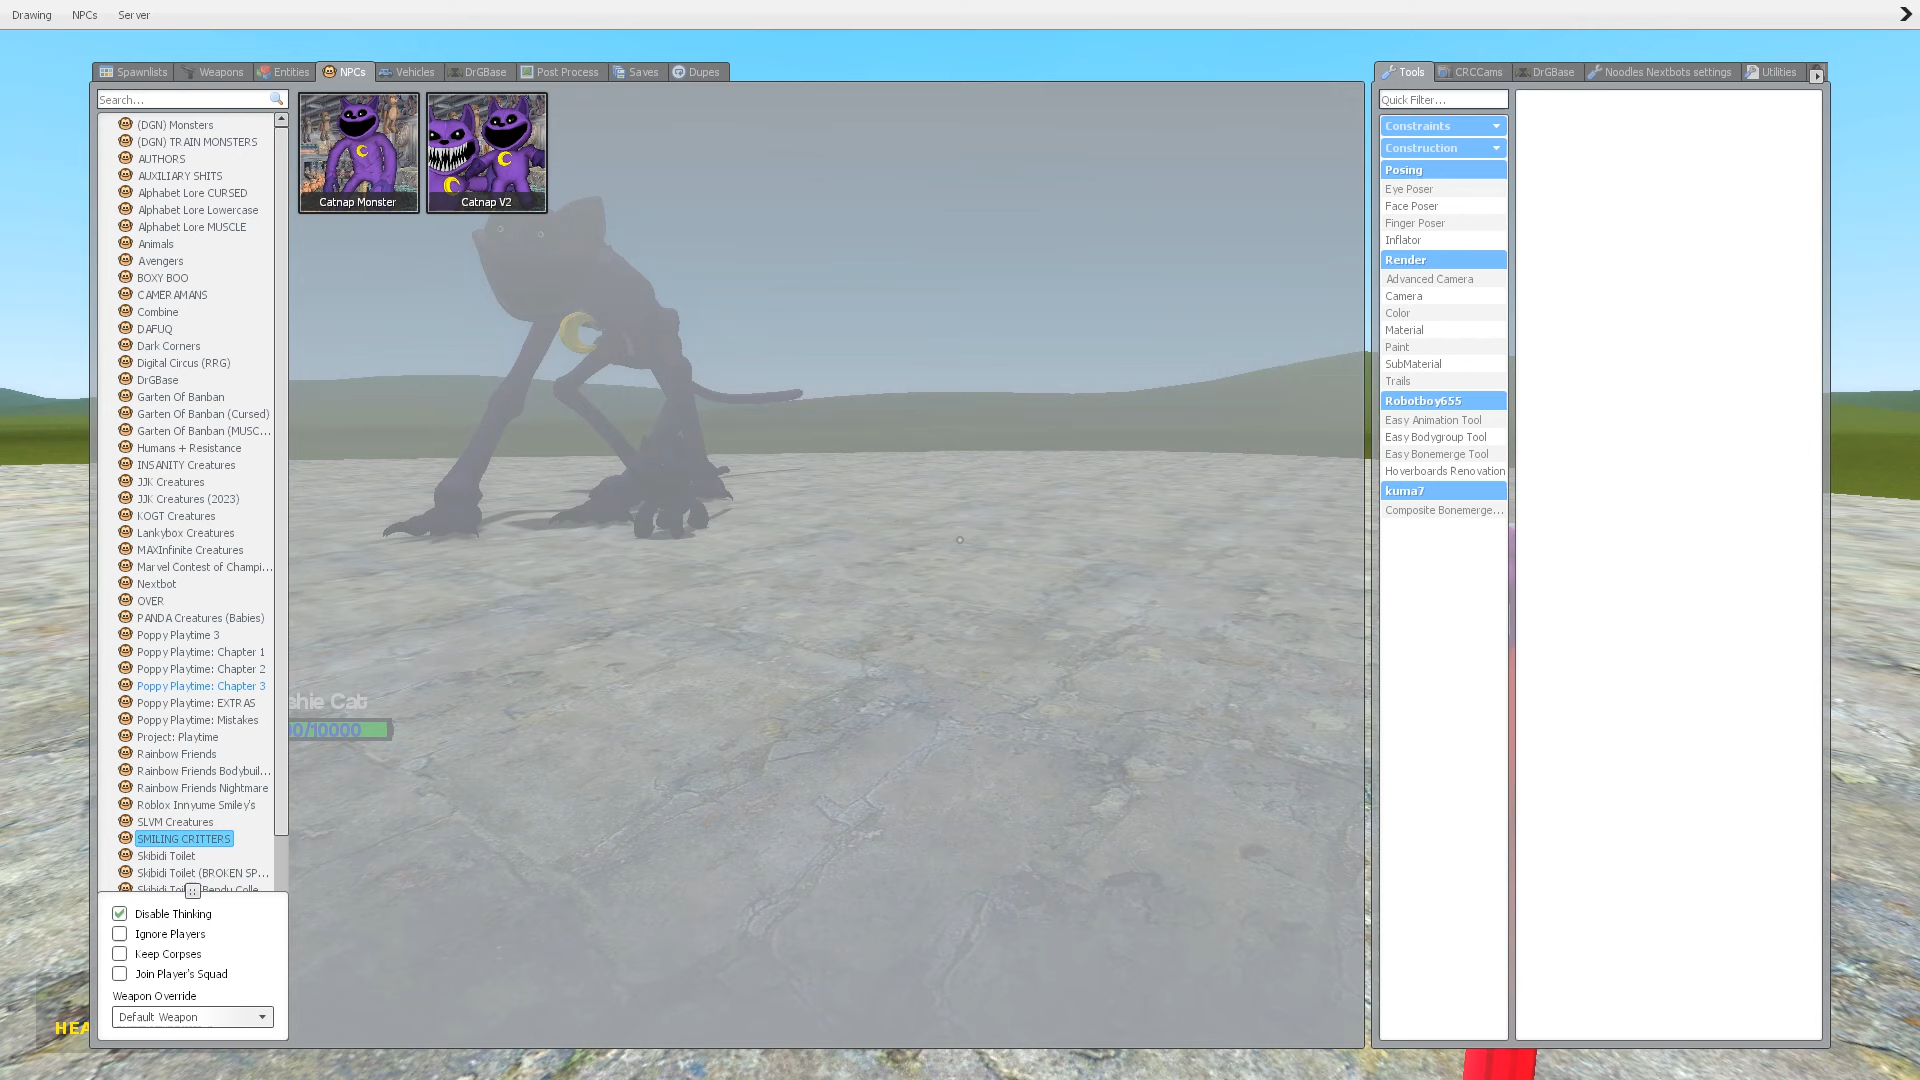 Drawing NPCs Server
Spawnlists Weapons Entities NPCs Vehicles DrGBase Post Process Saves Dupes
Search...
(DGN) Monsters
(DGN) TRAIN MONSTERS
AUTHORS
AUXILIARY SHITS
Alphabet Lore CURSED
Alphabet Lore Lowercase
Alphabet Lore MUSCLE
Animals
Avengers
BOXY BOO
CAMERAMANS
Combine
DAFUQ
Dark Corners
Digital Circus (RRG)
DrGBase
Garten Of Banban
Garten Of Banban (Cursed)
Garten Of Banban (MUSC...
Humans + Resistance
INSANITY Creatures
JJK Creatures
JJK Creatures (2023)
KOGT Creatures
Lankybox Creatures
MAXInfinite Creatures
Marvel Contest of Champi...
Nextbot
OVER
PANDA Creatures (Babies)
Poppy Playtime 3
Poppy Playtime: Chapter 1
Poppy Playtime: Chapter 2
Poppy Playtime: Chapter 3
Poppy Playtime: EXTRAS
Poppy Playtime: Mistakes
Project: Playtime
Rainbow Friends
Rainbow Friends Bodybuil...
Rainbow Friends Nightmare
Roblox Innyume Smiley's
SLVM Creatures
SMILING CRITTERS
Skibidi Toilet
Skibidi Toilet (BROKEN SP...
Disable Thinking
Ignore Players
Keep Corpses
Join Player's Squad
Weapon Override
Default Weapon
Catnap Monster
Catnap V2
shie Cat
00/10000
HEA
Tools CRCCams DrGBase Noodles Nextbots settings Utilities
Quick Filter...
Constraints
Construction
Posing
Eye Poser
Face Poser
Finger Poser
Inflator
Render
Advanced Camera
Camera
Color
Material
Paint
SubMaterial
Trails
Robotboy655
Easy Animation Tool
Easy Bodygroup Tool
Easy Bonemerge Tool
Hoverboards Renovation
kuma7
Composite Bonemerge...